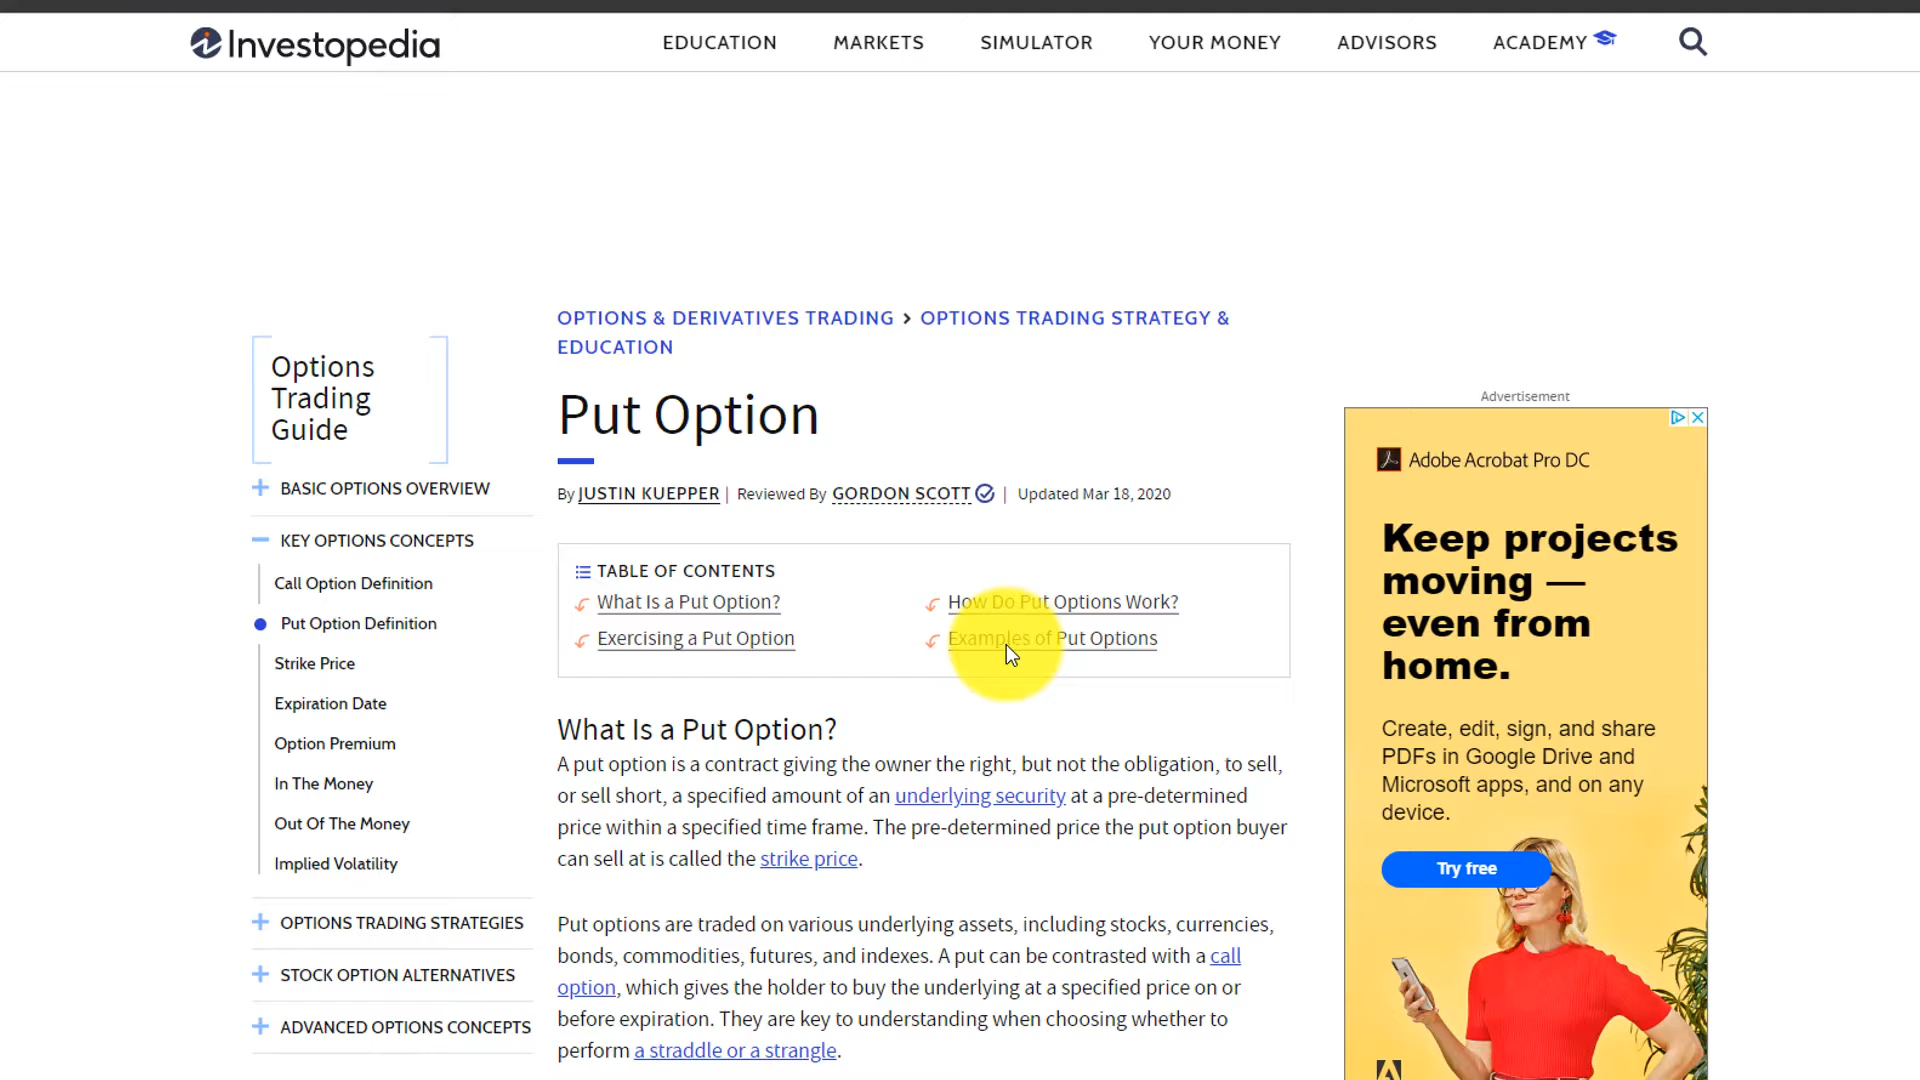 Investopedia
EDUCATION
MARKETS
SIMULATOR
YOUR MONEY
ADVISORS
ACADEMY
OPTIONS & DERIVATIVES TRADING > OPTIONS TRADING STRATEGY &
EDUCATION
Options
Trading
Guide
BASIC OPTIONS OVERVIEW
KEY OPTIONS CONCEPTS
Call Option Definition
Put Option Definition
Strike Price
Expiration Date
Option Premium
In The Money
Out Of The Money
Implied Volatility
OPTIONS TRADING STRATEGIES
STOCK OPTION ALTERNATIVES
ADVANCED OPTIONS CONCEPTS
Put Option
By JUSTIN KUEPPER | Reviewed By GORDON SCOTT | Updated Mar 18, 2020
TABLE OF CONTENTS
What Is a Put Option?
How Do Put Options Work?
Exercising a Put Option
Examples of Put Options
What Is a Put Option?
A put option is a contract giving the owner the right, but not the obligation, to sell,
or sell short, a specified amount of an underlying security at a pre-determined
price within a specified time frame. The pre-determined price the put option buyer
can sell at is called the strike price.
Put options are traded on various underlying assets, including stocks, currencies,
bonds, commodities, futures, and indexes. A put can be contrasted with a call
option, which gives the holder to buy the underlying at a specified price on or
before expiration. They are key to understanding when choosing whether to
perform a straddle or a strangle.
Advertisement
Adobe Acrobat Pro DC
Keep projects
moving —
even from
home.
Create, edit, sign, and share
PDFs in Google Drive and
Microsoft apps, and on any
device.
Try free